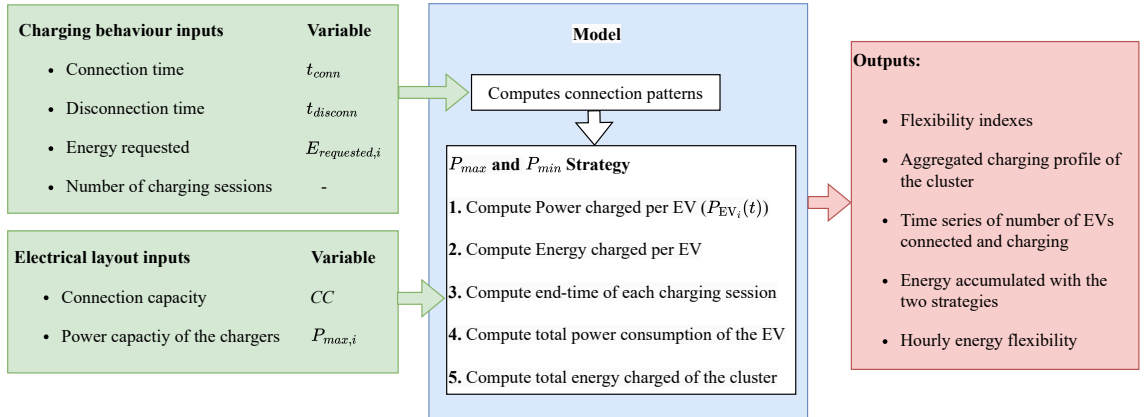 Charging behaviour inputs Variable
• Connection time t_conn
• Disconnection time t_disconn
• Energy requested E_requested,i
• Number of charging sessions -
Electrical layout inputs Variable
• Connection capacity CC
• Power capactiy of the chargers P_max,i
Model
Computes connection patterns
P_max and P_min Strategy
1. Compute Power charged per EV (P_EV_i(t))
2. Compute Energy charged per EV
3. Compute end-time of each charging session
4. Compute total power consumption of the EV
5. Compute total energy charged of the cluster
Outputs:
• Flexibility indexes
• Aggregated charging profile of
the cluster
• Time series of number of EVs
connected and charging
• Energy accumulated with the
two strategies
• Hourly energy flexibility